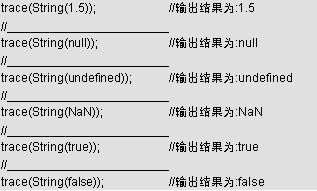 trace(String(1.5)); //输出结果为:1.5
//________________________
trace(String(null)); //输出结果为:null
//________________________
trace(String(undefined)); //输出结果为:undefined
//________________________
trace(String(NaN)); //输出结果为:NaN
//________________________
trace(String(true)); //输出结果为:true
//________________________
trace(String(false)); //输出结果为:false